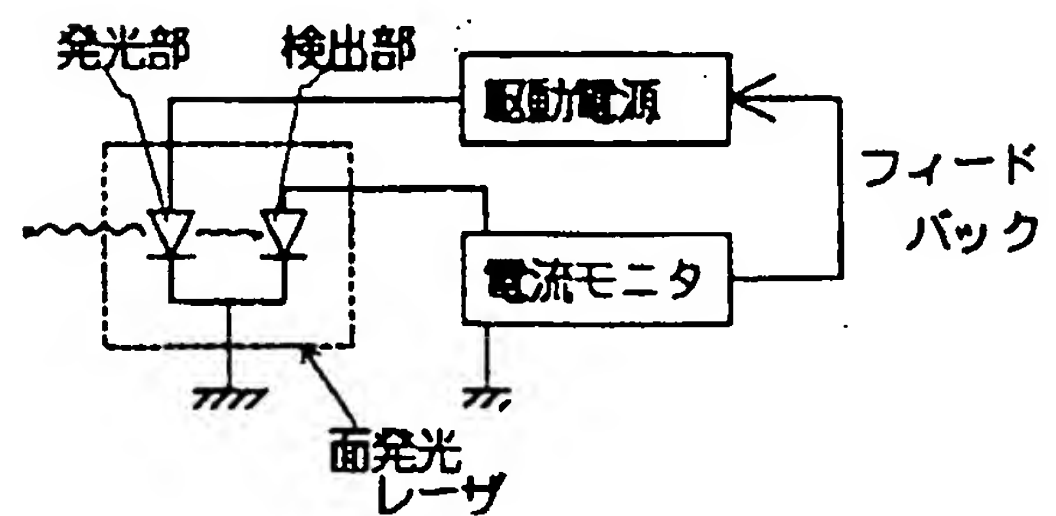 発光部
検出部
駆動電源
フィード
バック
電流モニタ
面発光
レーザ